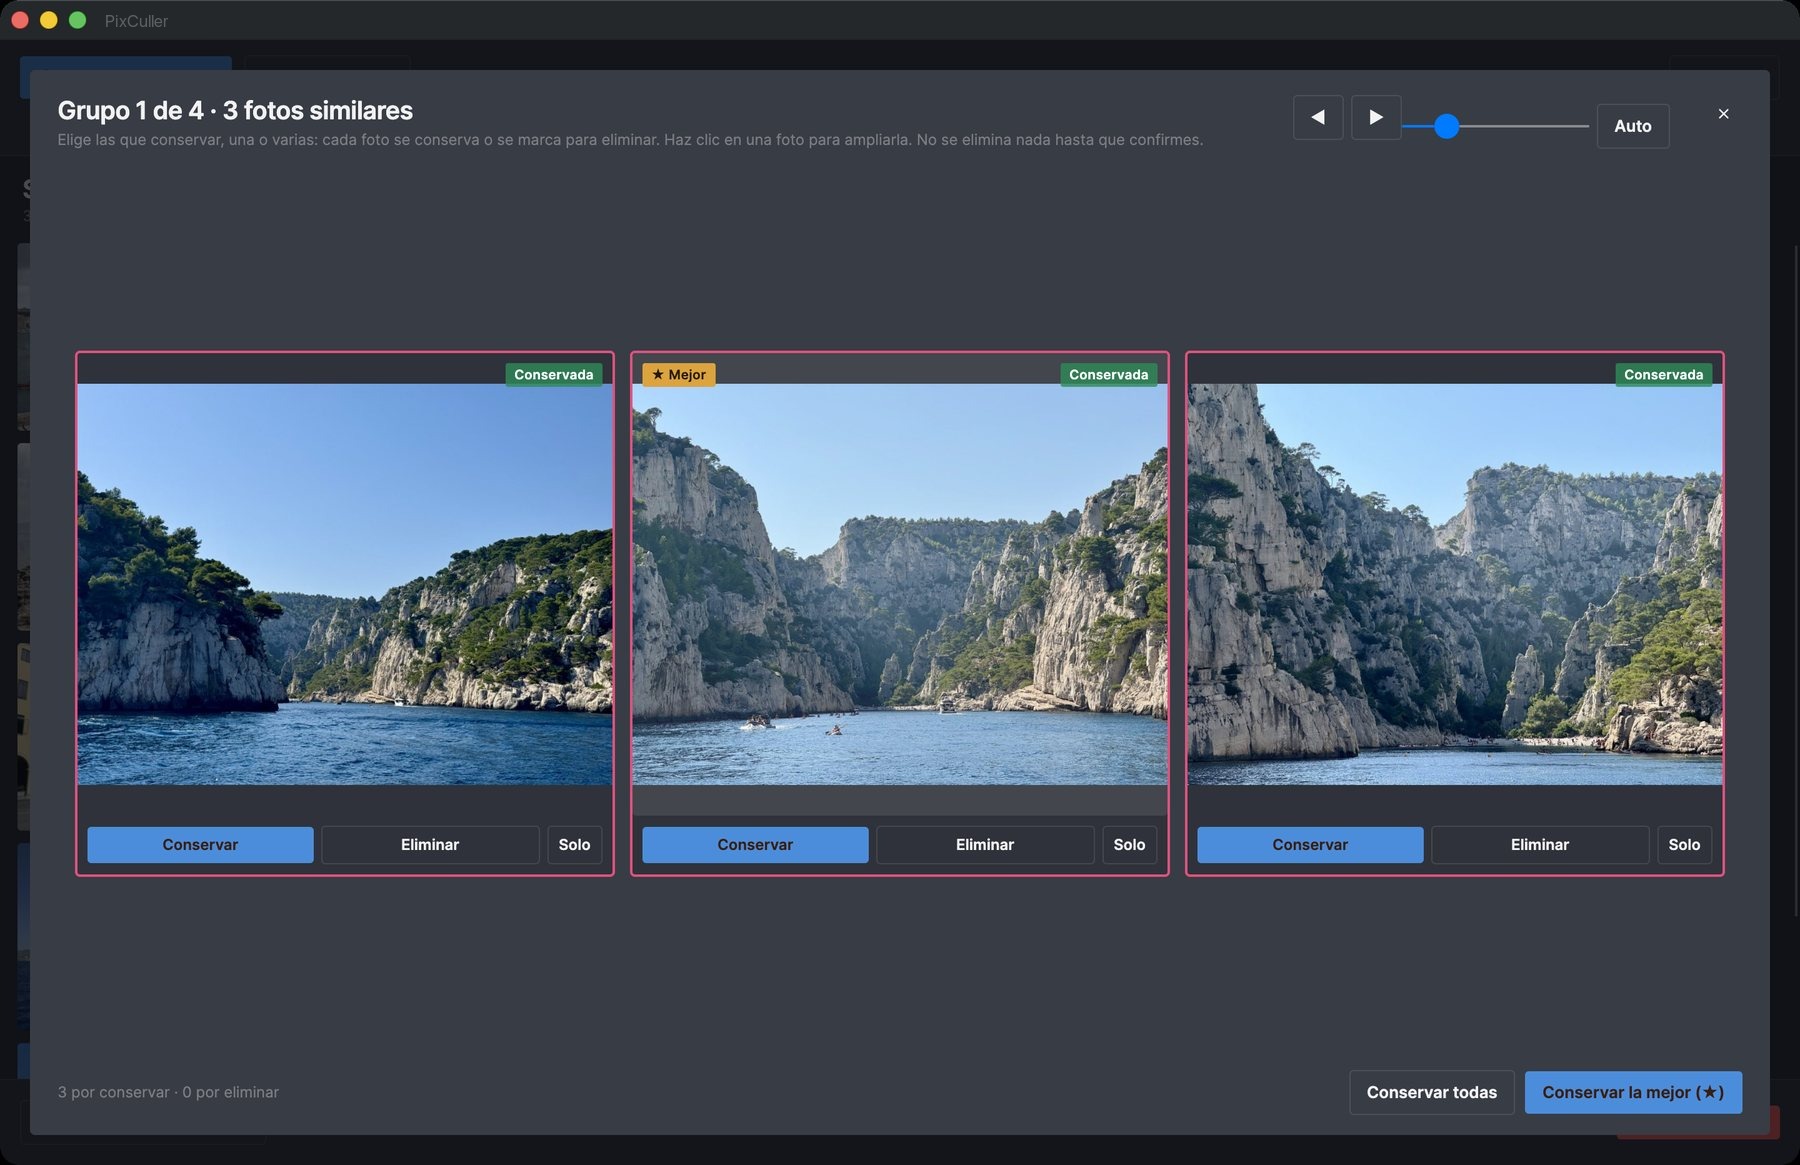 PixCuller
Grupo 1 de 4 · 3 fotos similares
Elige las que conservar, una o varias: cada foto se conserva o se marca para eliminar. Haz clic en una foto para ampliarla. No se elimina nada hasta que confirmes.
◀ ▶ Auto ×
Conservada
★ Mejor Conservada
Conservada
Conservar Eliminar Solo
Conservar Eliminar Solo
Conservar Eliminar Solo
3 por conservar · 0 por eliminar
Conservar todas Conservar la mejor (★)